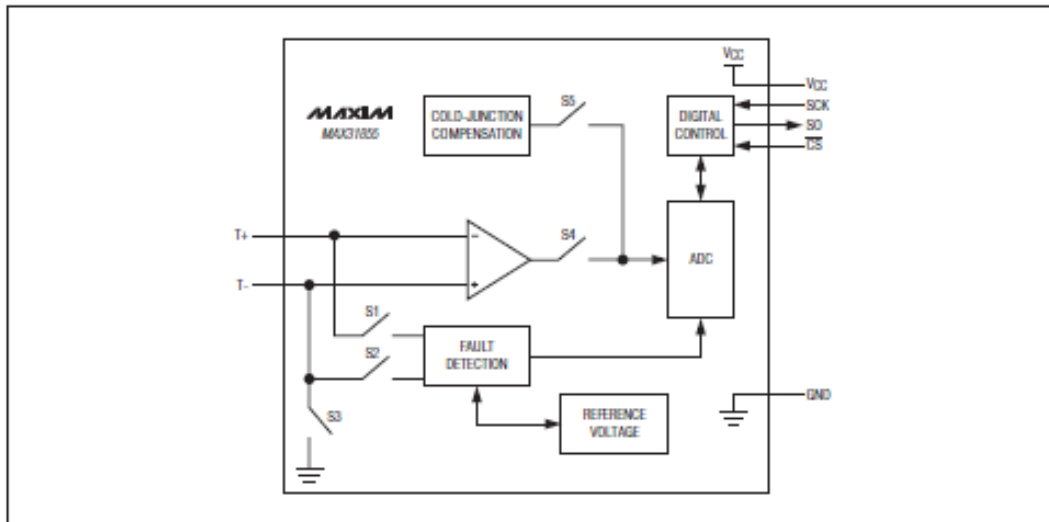 VCC
VCC
MAXIM
MAX31855
COLD-JUNCTION
COMPENSATION
S5
DIGITAL
CONTROL
SCK
SO
CS
T+
−
S4
ADC
T-
+
S1
S2
FAULT
DETECTION
S3
REFERENCE
VOLTAGE
GND